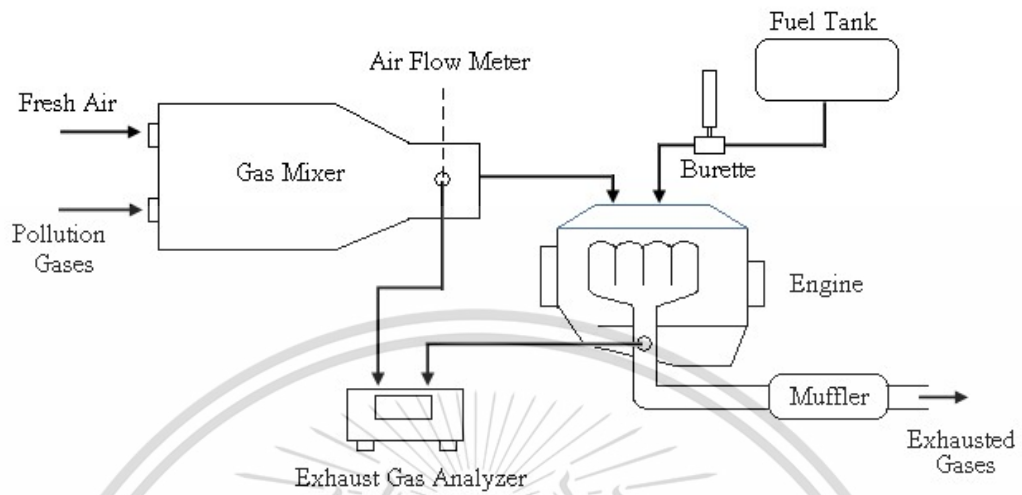 Fuel Tank
Air Flow Meter
Fresh Air
Gas Mixer
Burette
Pollution
Gases
Engine
Muffler
Exhausted
Gases
Exhaust Gas Analyzer